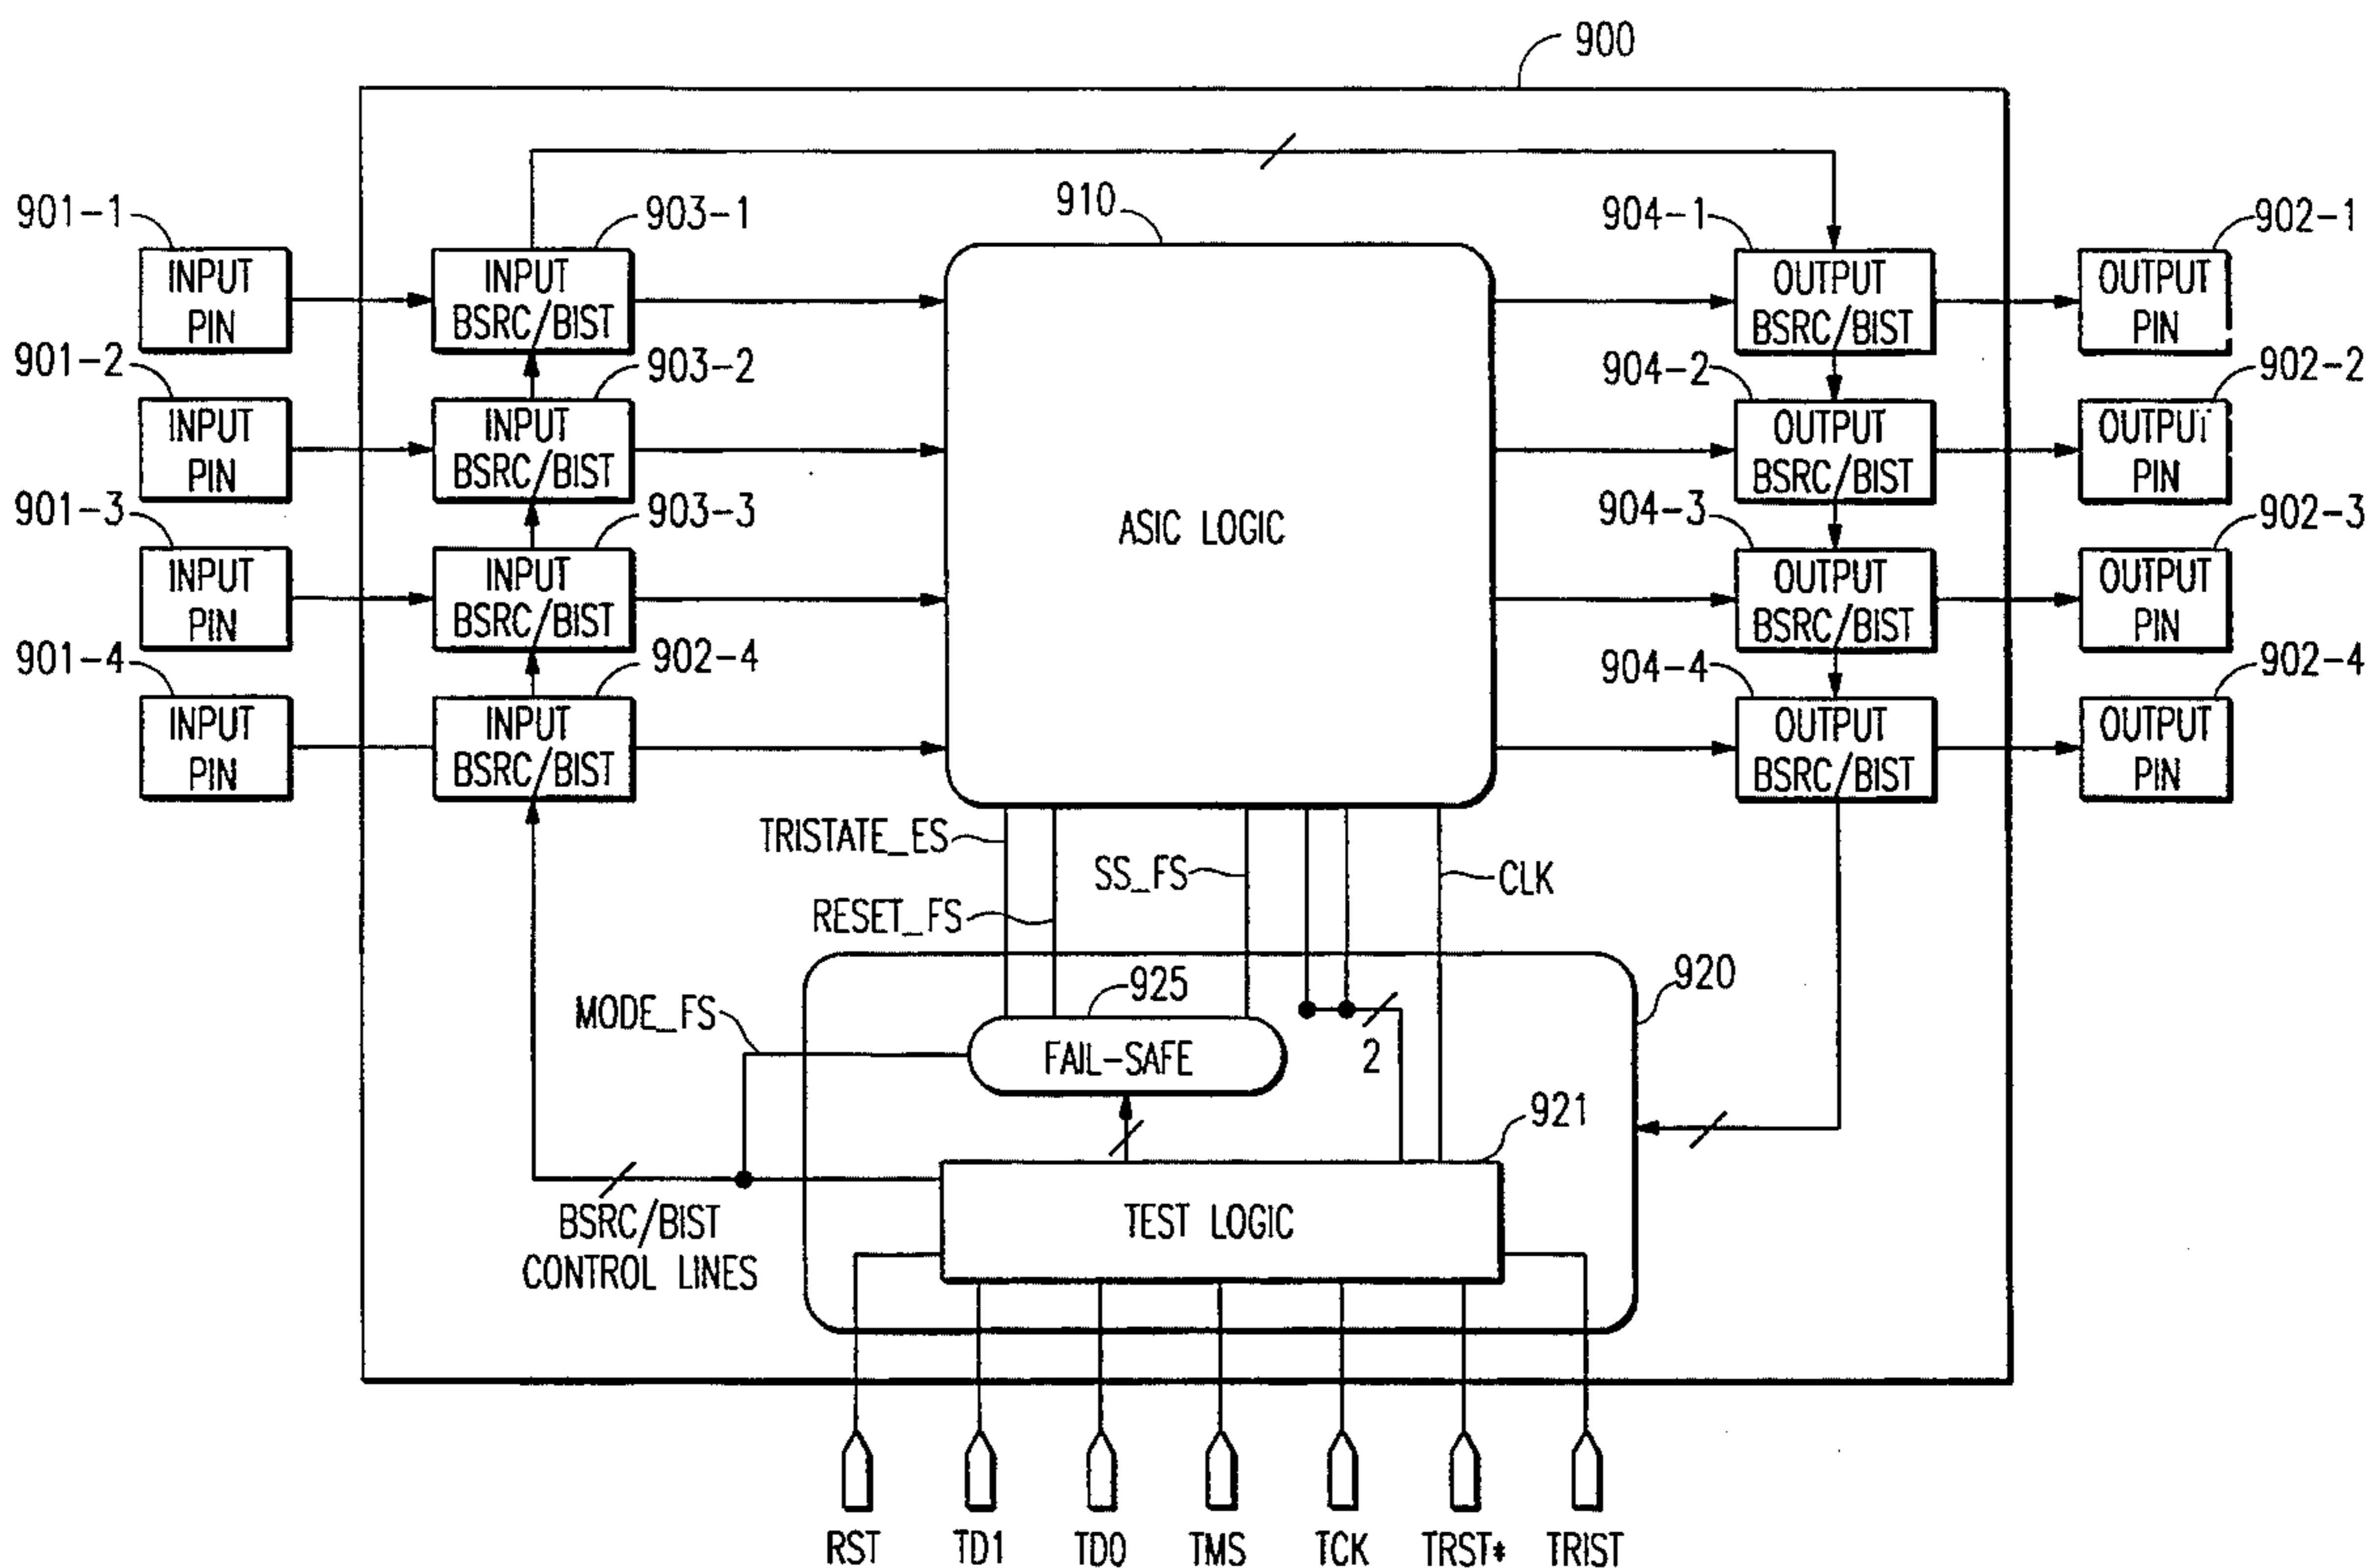 900
901-1
903-1
910
904-1
902-1
INPUT
PIN
INPUT
BSRC/BIST
OUTPUT
BSRC/BIST
OUTPUT
PIN
901-2
903-2
904-2
902-2
INPUT
PIN
INPUT
BSRC/BIST
OUTPUT
BSRC/BIST
OUTPUT
PIN
901-3
903-3
ASIC LOGIC
904-3
902-3
INPUT
PIN
INPUT
BSRC/BIST
OUTPUT
BSRC/BIST
OUTPUT
PIN
901-4
902-4
904-4
902-4
INPUT
PIN
INPUT
BSRC/BIST
OUTPUT
BSRC/BIST
OUTPUT
PIN
TRISTATE_ES
SS_FS
CLK
RESET_FS
925
920
MODE_FS
FAIL-SAFE
2
921
BSRC/BIST
CONTROL LINES
TEST LOGIC
RST
TD1
TD0
TMS
TCK
TRST*
TRIST